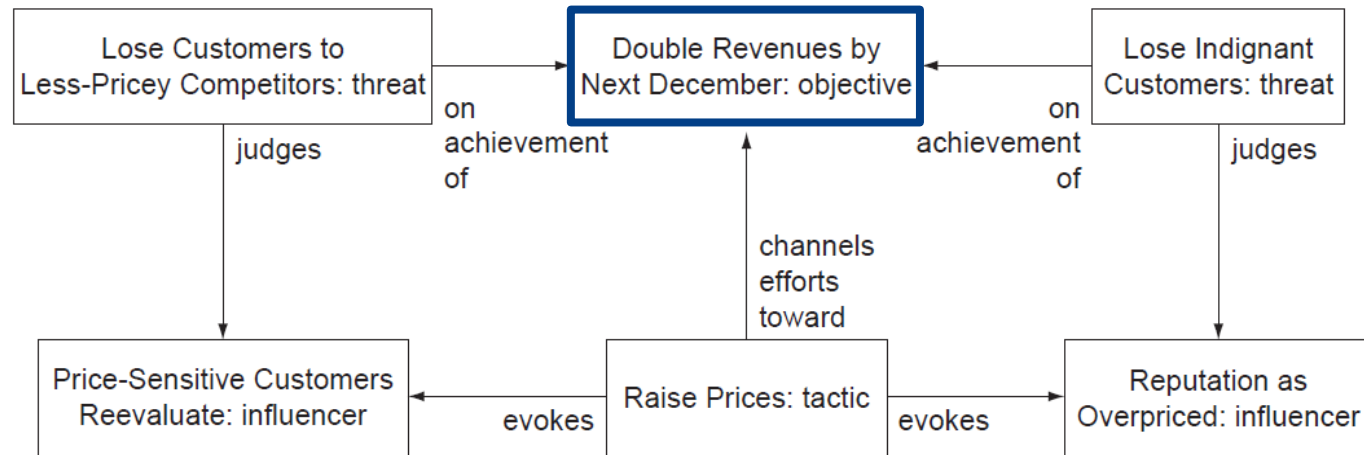 Lose Customers to
Less-Pricey Competitors: threat
Double Revenues by
Next December: objective
Lose Indignant
Customers: threat
on
achievement
of
on
achievement
of
judges
judges
channels
efforts
toward
Price-Sensitive Customers
Reevaluate: influencer
evokes
Raise Prices: tactic
evokes
Reputation as
Overpriced: influencer